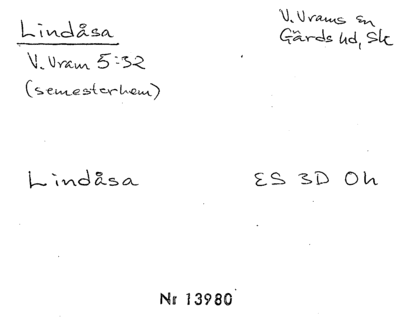 Lindåsa
V. Vram 5:32
(semesterhem)
V. Vrams sn
Gärds hd, Sk
Lindåsa
ES 3D Oh
Nr 13980